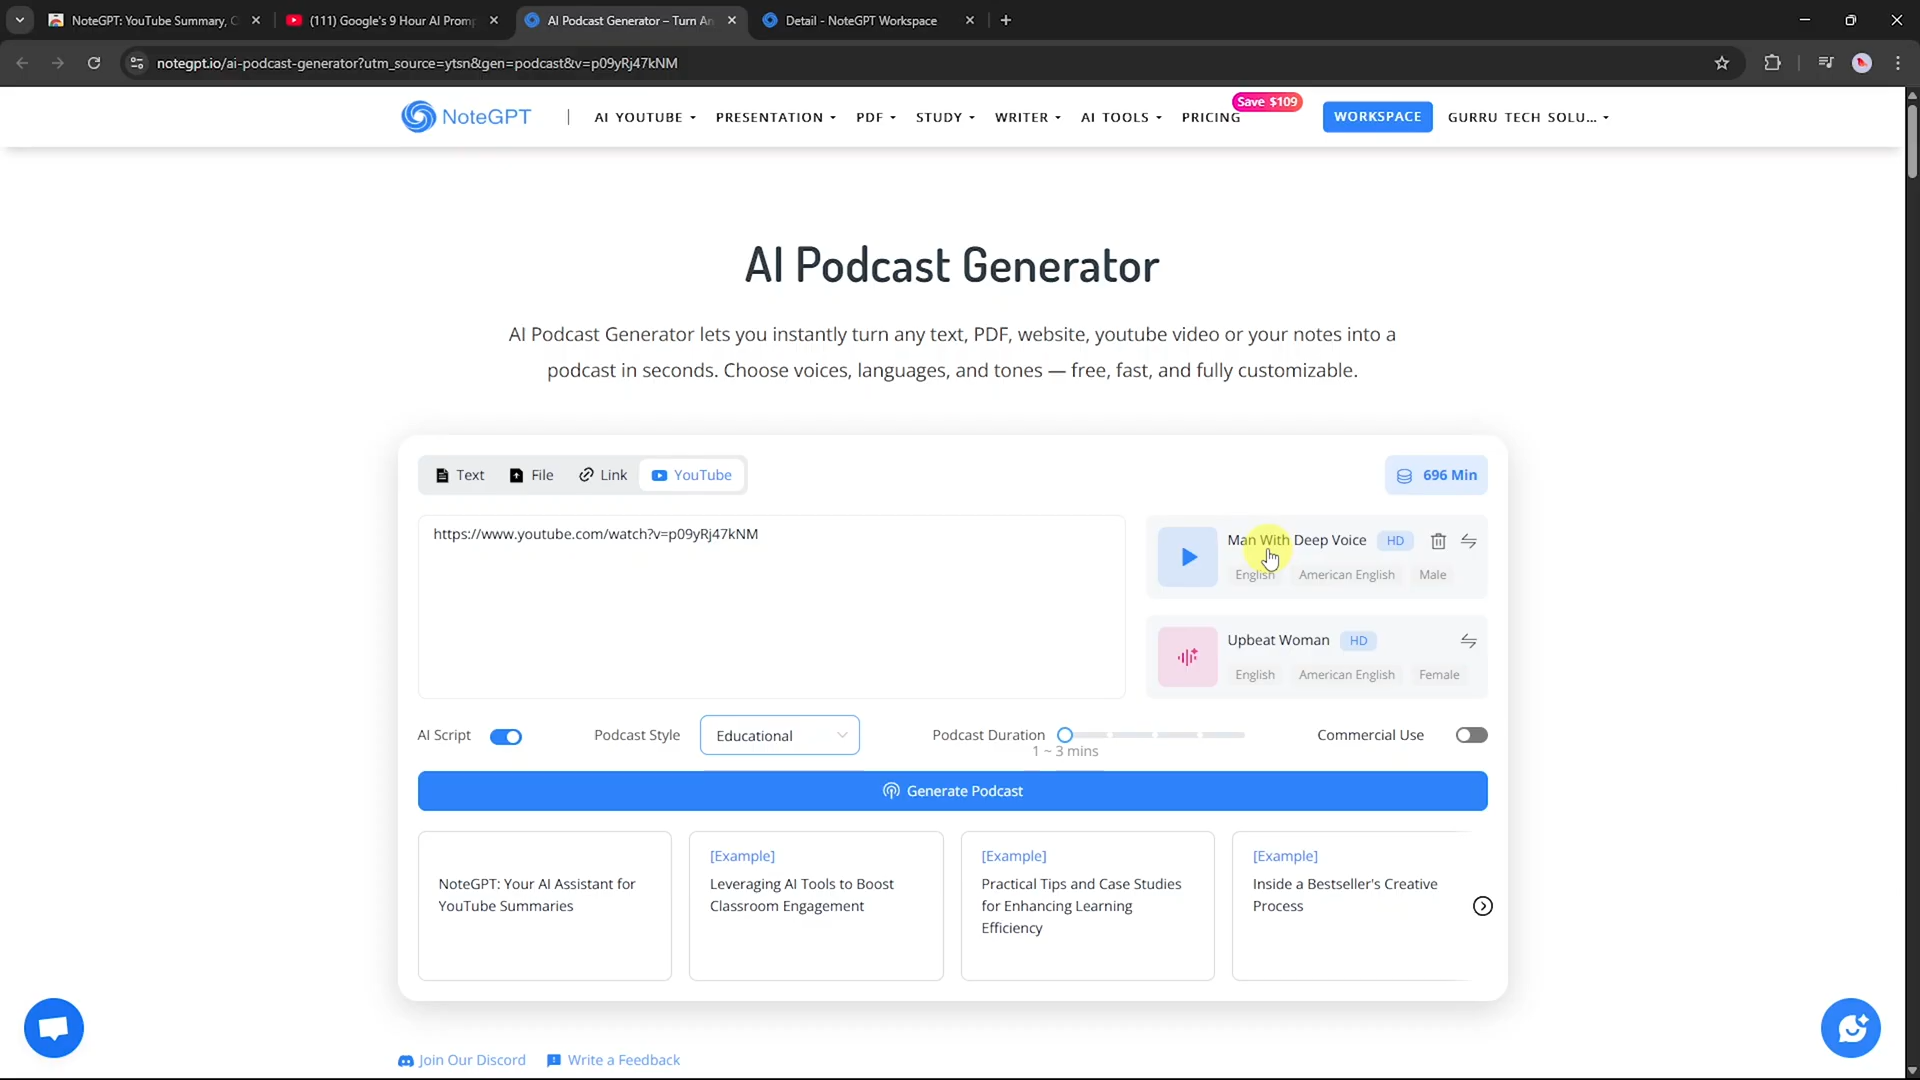 NoteGPT: YouTube Summary, C
(111) Google's 9 Hour AI Prom
AI Podcast Generator – Turn An
Detail - NoteGPT Workspace
notegpt.io/ai-podcast-generator?utm_source=ytsn&gen=podcast&v=p09yRj47kNM
NoteGPT | AI YOUTUBE PRESENTATION PDF STUDY WRITER AI TOOLS PRICING Save $109 WORKSPACE GURRU TECH SOLU...
AI Podcast Generator
AI Podcast Generator lets you instantly turn any text, PDF, website, youtube video or your notes into a
podcast in seconds. Choose voices, languages, and tones — free, fast, and fully customizable.
Text File Link YouTube
696 Min
https://www.youtube.com/watch?v=p09yRj47kNM
Man With Deep Voice HD
English American English Male
Upbeat Woman HD
English American English Female
AI Script
Podcast Style Educational
Podcast Duration
1 ~ 3 mins
Commercial Use
Generate Podcast
NoteGPT: Your AI Assistant for
YouTube Summaries
[Example]
Leveraging AI Tools to Boost
Classroom Engagement
[Example]
Practical Tips and Case Studies
for Enhancing Learning
Efficiency
[Example]
Inside a Bestseller's Creative
Process
Join Our Discord Write a Feedback